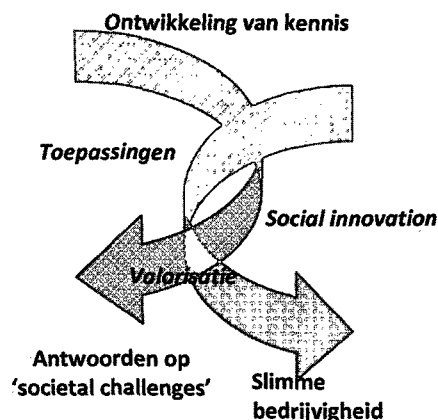 Ontwikkeling van kennis
Toepassingen
Social innovation
Valorisatie
Antwoorden op
'societal challenges'
Slimme
bedrijvigheid